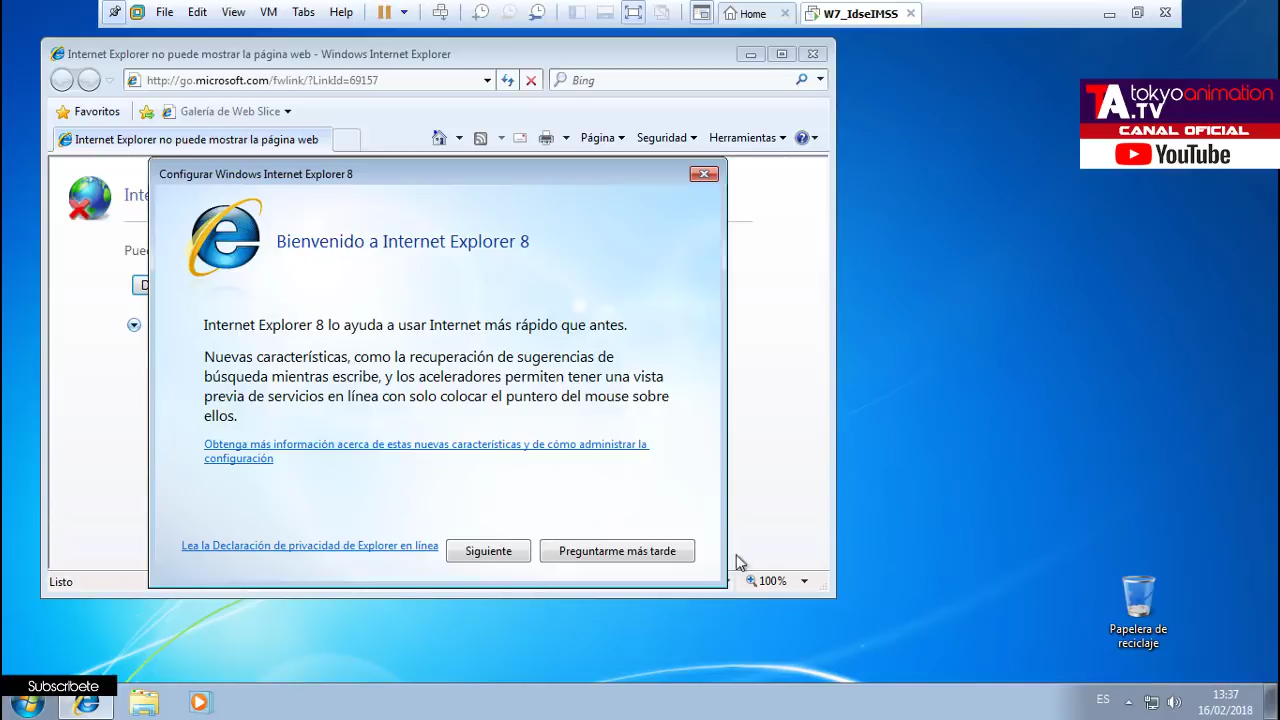 File Edit View VM Tabs Help
Home
W7_IdseIMSS
Internet Explorer no puede mostrar la página web - Windows Internet Explorer
http://go.microsoft.com/fwlink/?LinkId=69157
Bing
Favoritos
Galería de Web Slice
Internet Explorer no puede mostrar la página web
Página Seguridad Herramientas
TA.TV tokyoanimation
CANAL OFICIAL
YouTube
Configurar Windows Internet Explorer 8
Bienvenido a Internet Explorer 8
Internet Explorer 8 lo ayuda a usar Internet más rápido que antes.
Nuevas características, como la recuperación de sugerencias de
búsqueda mientras escribe, y los aceleradores permiten tener una vista
previa de servicios en línea con solo colocar el puntero del mouse sobre
ellos.
Obtenga más información acerca de estas nuevas características y de cómo administrar la
configuración
Lea la Declaración de privacidad de Explorer en línea
Siguiente
Preguntarme más tarde
Listo
100%
Papelera de
reciclaje
Subscribete
ES
13:37
16/02/2018